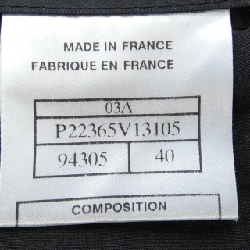 MADE IN FRANCE
FABRIQUE EN FRANCE
03A
P22365V13105
94305 40
COMPOSITION